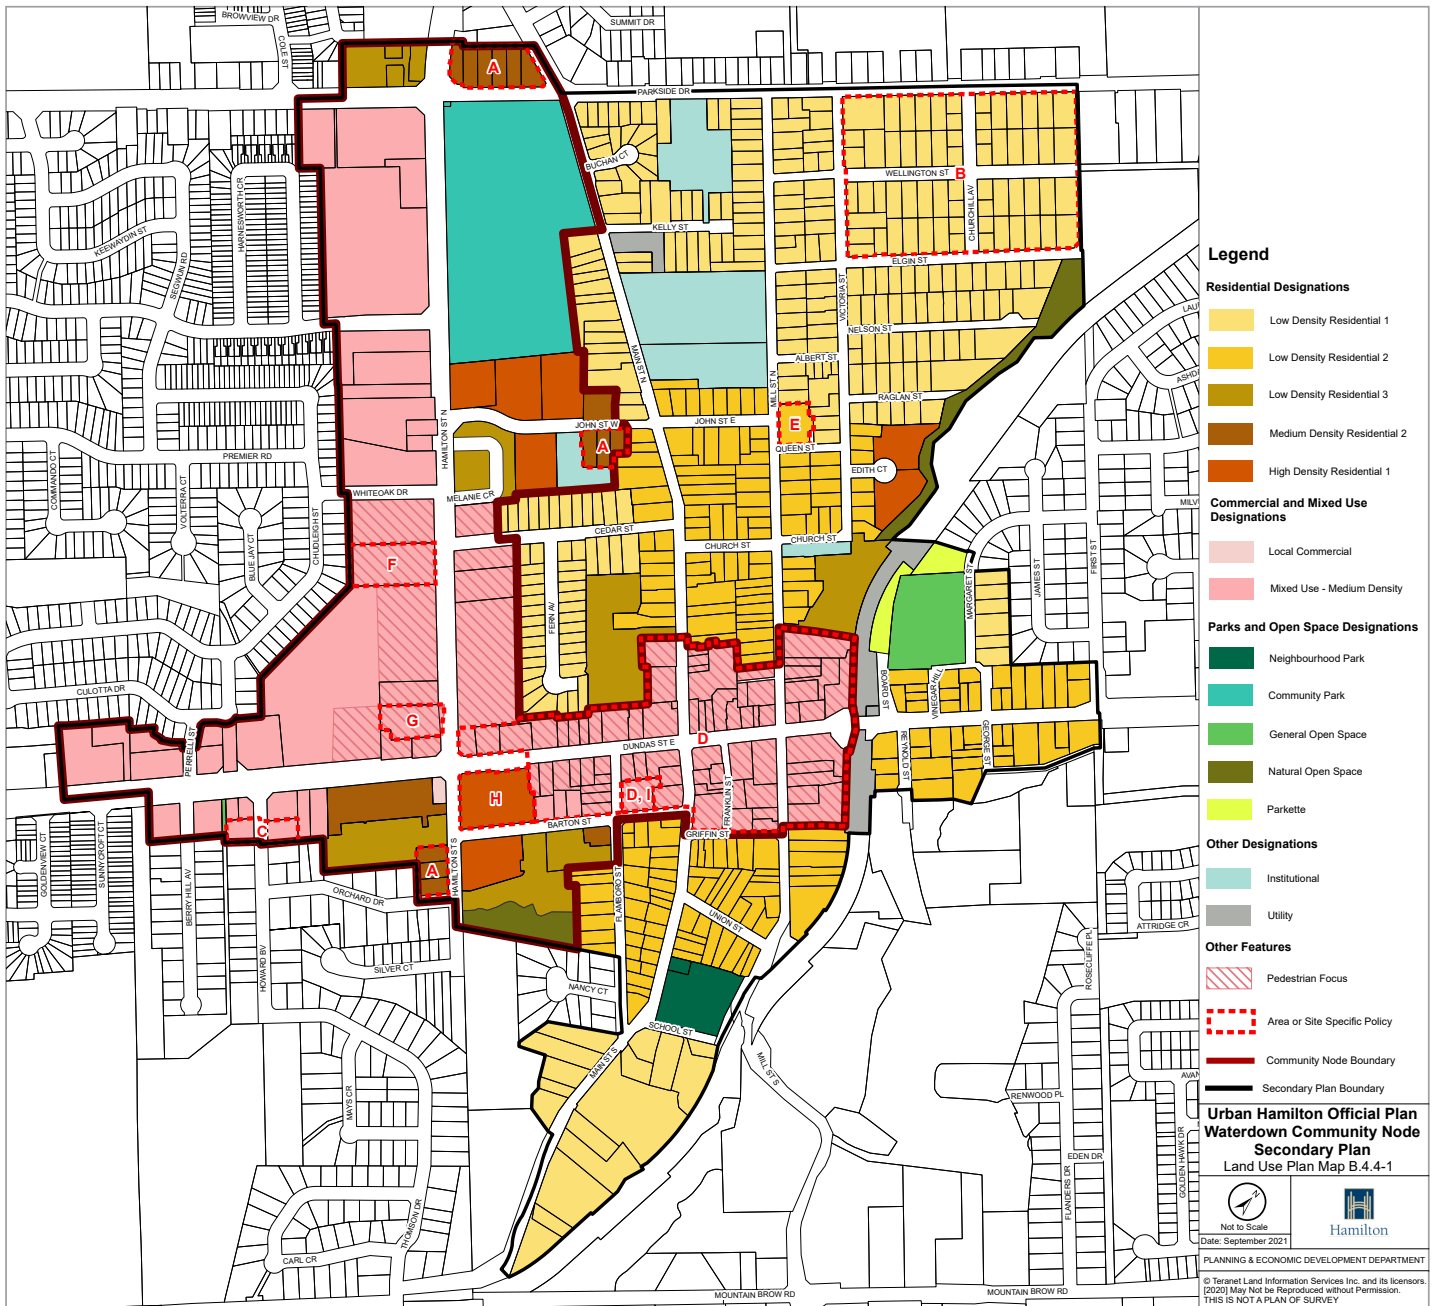 BROWVIEW DR
SUMMIT DR
COLE ST
A
PARKSIDE DR
BUCHAN CT
WELLINGTON ST
B
CHURCHILL AV
HARNESWORTH CR
KEEWAYDIN ST
SEGWUN RD
KELLY ST
ELGIN ST
VICTORIA ST
NELSON ST
MAIN ST N
ALBERT ST
MILL ST N
RAGLAN ST
HAMILTON ST N
JOHN ST W
JOHN ST E
E
QUEEN ST
A
PREMIER RD
COMMANDO CT
VOLTERRA CT
EDITH CT
WHITEOAK DR
MELANIE CR
BLUE JAY CT
CHUDLEIGH ST
CEDAR ST
CHURCH ST
CHURCH ST
F
FERN AV
MARGARET ST
JAMES ST
FIRST ST
CULOTTA DR
G
PERRELLI ST
DUNDAS ST E
D
BOARD ST
VINEGAR HILL
REYNOLD ST
GEORGE ST
H
D, I
FRANKLIN ST
BARTON ST
GRIFFIN ST
C
A
HAMILTON ST S
GOLDENVIEW CT
SUNNYCROFT CT
BERRY HILL AV
HOWARD BV
ORCHARD DR
FLAMBORO ST
UNION ST
SILVER CT
NANCY CT
SCHOOL ST
MAIN ST S
MILL ST S
MAYS CR
THOMSON DR
CARL CR
MOUNTAIN BROW RD
MOUNTAIN BROW RD
ATTRIDGE CR
ROSECLIFFE PL
RENWOOD PL
EDEN DR
FLANDERS DR
GOLDEN HAWK DR
Legend
Residential Designations
Low Density Residential 1
Low Density Residential 2
Low Density Residential 3
Medium Density Residential 2
High Density Residential 1
Commercial and Mixed Use
Designations
Local Commercial
Mixed Use - Medium Density
Parks and Open Space Designations
Neighbourhood Park
Community Park
General Open Space
Natural Open Space
Parkette
Other Designations
Institutional
Utility
Other Features
Pedestrian Focus
Area or Site Specific Policy
Community Node Boundary
Secondary Plan Boundary
Urban Hamilton Official Plan
Waterdown Community Node
Secondary Plan
Land Use Plan Map B.4.4-1
N
Not to Scale
Date: September 2021
Hamilton
PLANNING & ECONOMIC DEVELOPMENT DEPARTMENT
© Teranet Land Information Services Inc. and its licensors.
[2020] May Not be Reproduced without Permission.
THIS IS NOT A PLAN OF SURVEY